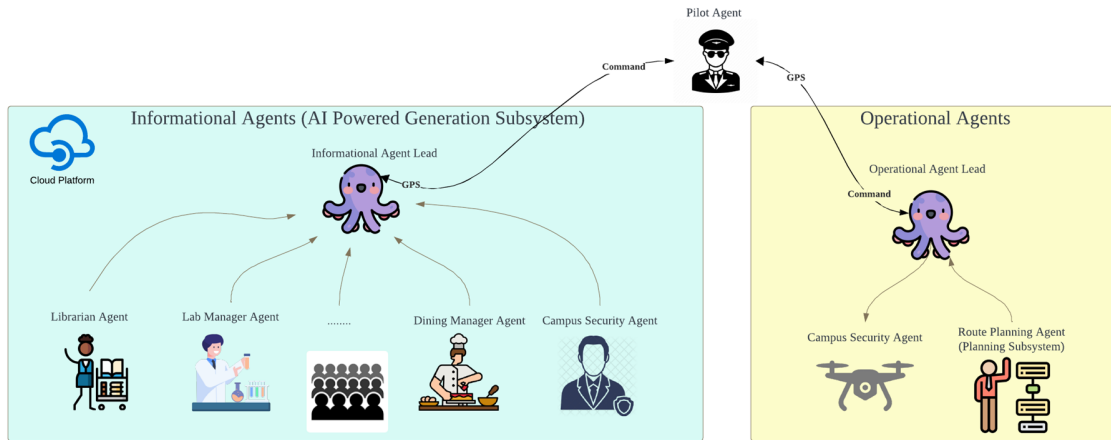 Pilot Agent
Command
GPS
Informational Agents (AI Powered Generation Subsystem)
Operational Agents
Cloud Platform
Informational Agent Lead
GPS
Operational Agent Lead
Command
Librarian Agent
Lab Manager Agent
........
Dining Manager Agent
Campus Security Agent
Campus Security Agent
Route Planning Agent
(Planning Subsystem)